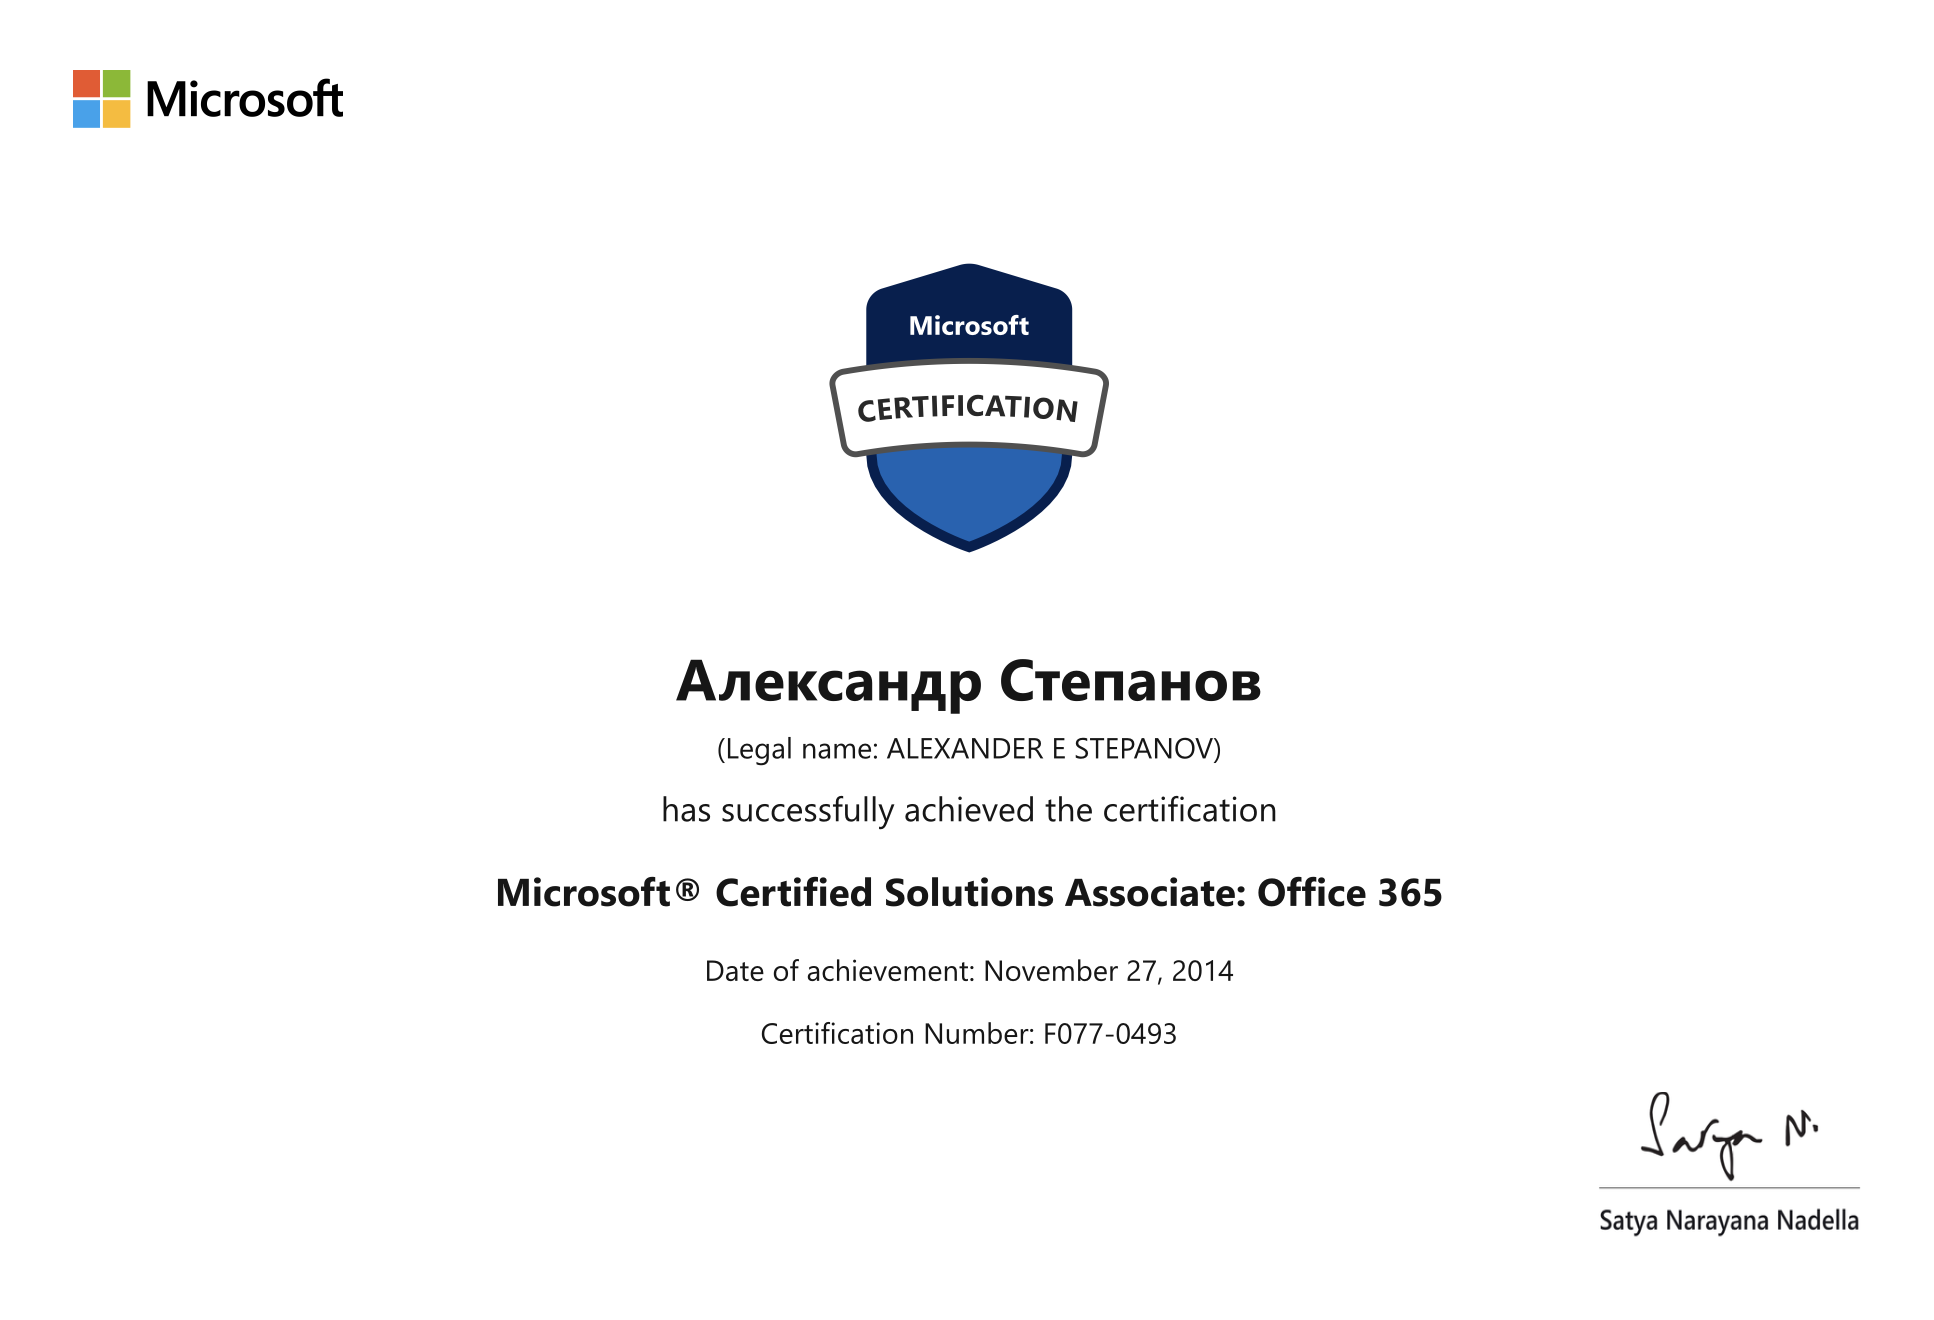 Microsoft
Microsoft
CERTIFICATION
Александр Степанов
(Legal name: ALEXANDER E STEPANOV)
has successfully achieved the certification
Microsoft® Certified Solutions Associate: Office 365
Date of achievement: November 27, 2014
Certification Number: F077-0493
Satya N.
Satya Narayana Nadella